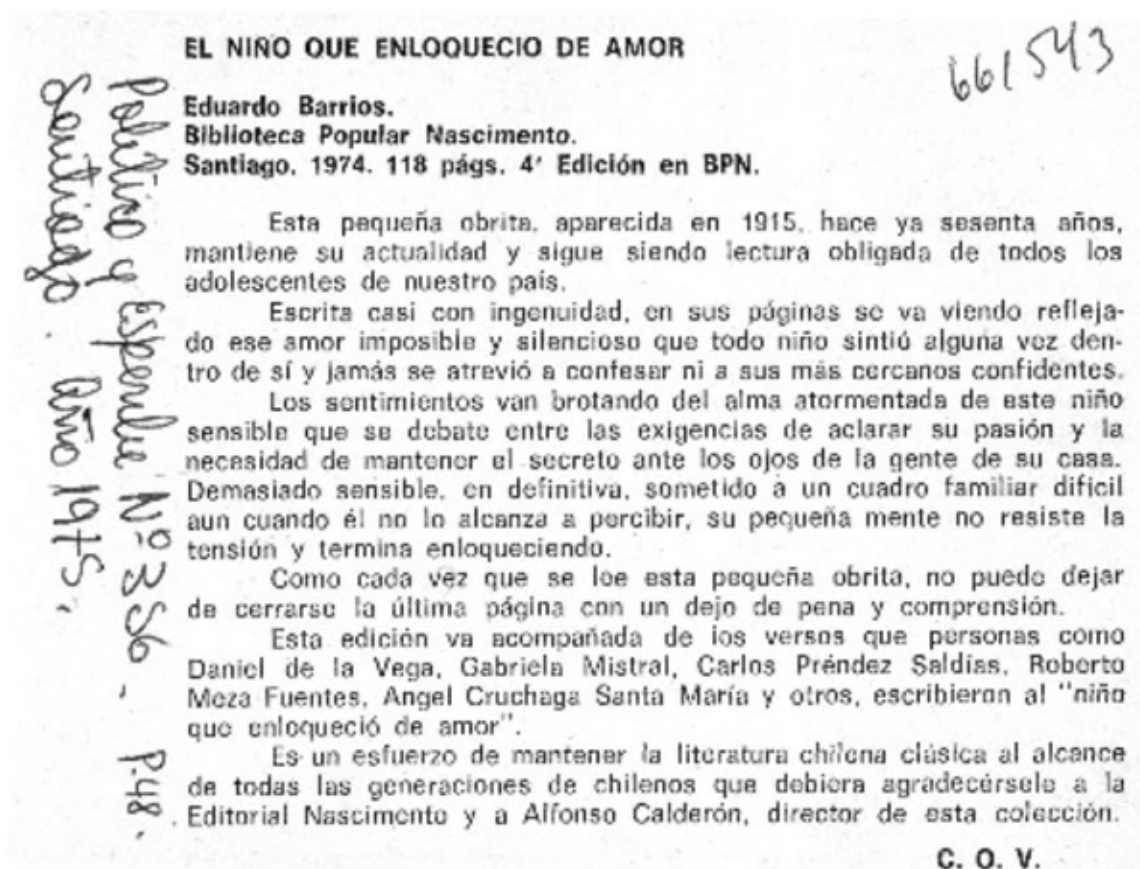 EL NIÑO QUE ENLOQUECIO DE AMOR
661543
Eduardo Barrios.
Biblioteca Popular Nascimento.
Santiago. 1974. 118 págs. 4ª Edición en BPN.
Esta pequeña obrita, aparecida en 1915, hace ya sesenta años,
mantiene su actualidad y sigue siendo lectura obligada de todos los
adolescentes de nuestro país.
Escrita casi con ingenuidad, en sus páginas se va viendo refleja-
do ese amor imposible y silencioso que todo niño sintió alguna vez den-
tro de sí y jamás se atrevió a confesar ni a sus más cercanos confidentes.
Los sentimientos van brotando del alma atormentada de este niño
sensible que se debate entre las exigencias de aclarar su pasión y la
necesidad de mantener el secreto ante los ojos de la gente de su casa.
Demasiado sensible, en definitiva, sometido a un cuadro familiar difícil
aun cuando él no lo alcanza a percibir, su pequeña mente no resiste la
tensión y termina enloqueciendo.
Como cada vez que se lee esta pequeña obrita, no puede dejar
de cerrarse la última página con un dejo de pena y comprensión.
Esta edición va acompañada de los versos que personas como
Daniel de la Vega, Gabriela Mistral, Carlos Préndez Saldías, Roberto
Meza Fuentes, Angel Cruchaga Santa María y otros, escribieron al "niño
que enloqueció de amor".
Es un esfuerzo de mantener la literatura chilena clásica al alcance
de todas las generaciones de chilenos que debiera agradecérsele a la
Editorial Nascimento y a Alfonso Calderón, director de esta colección.
C. O. V.
Política y Espíritu Nº 356. P.48.
Santiago. Año 1975.